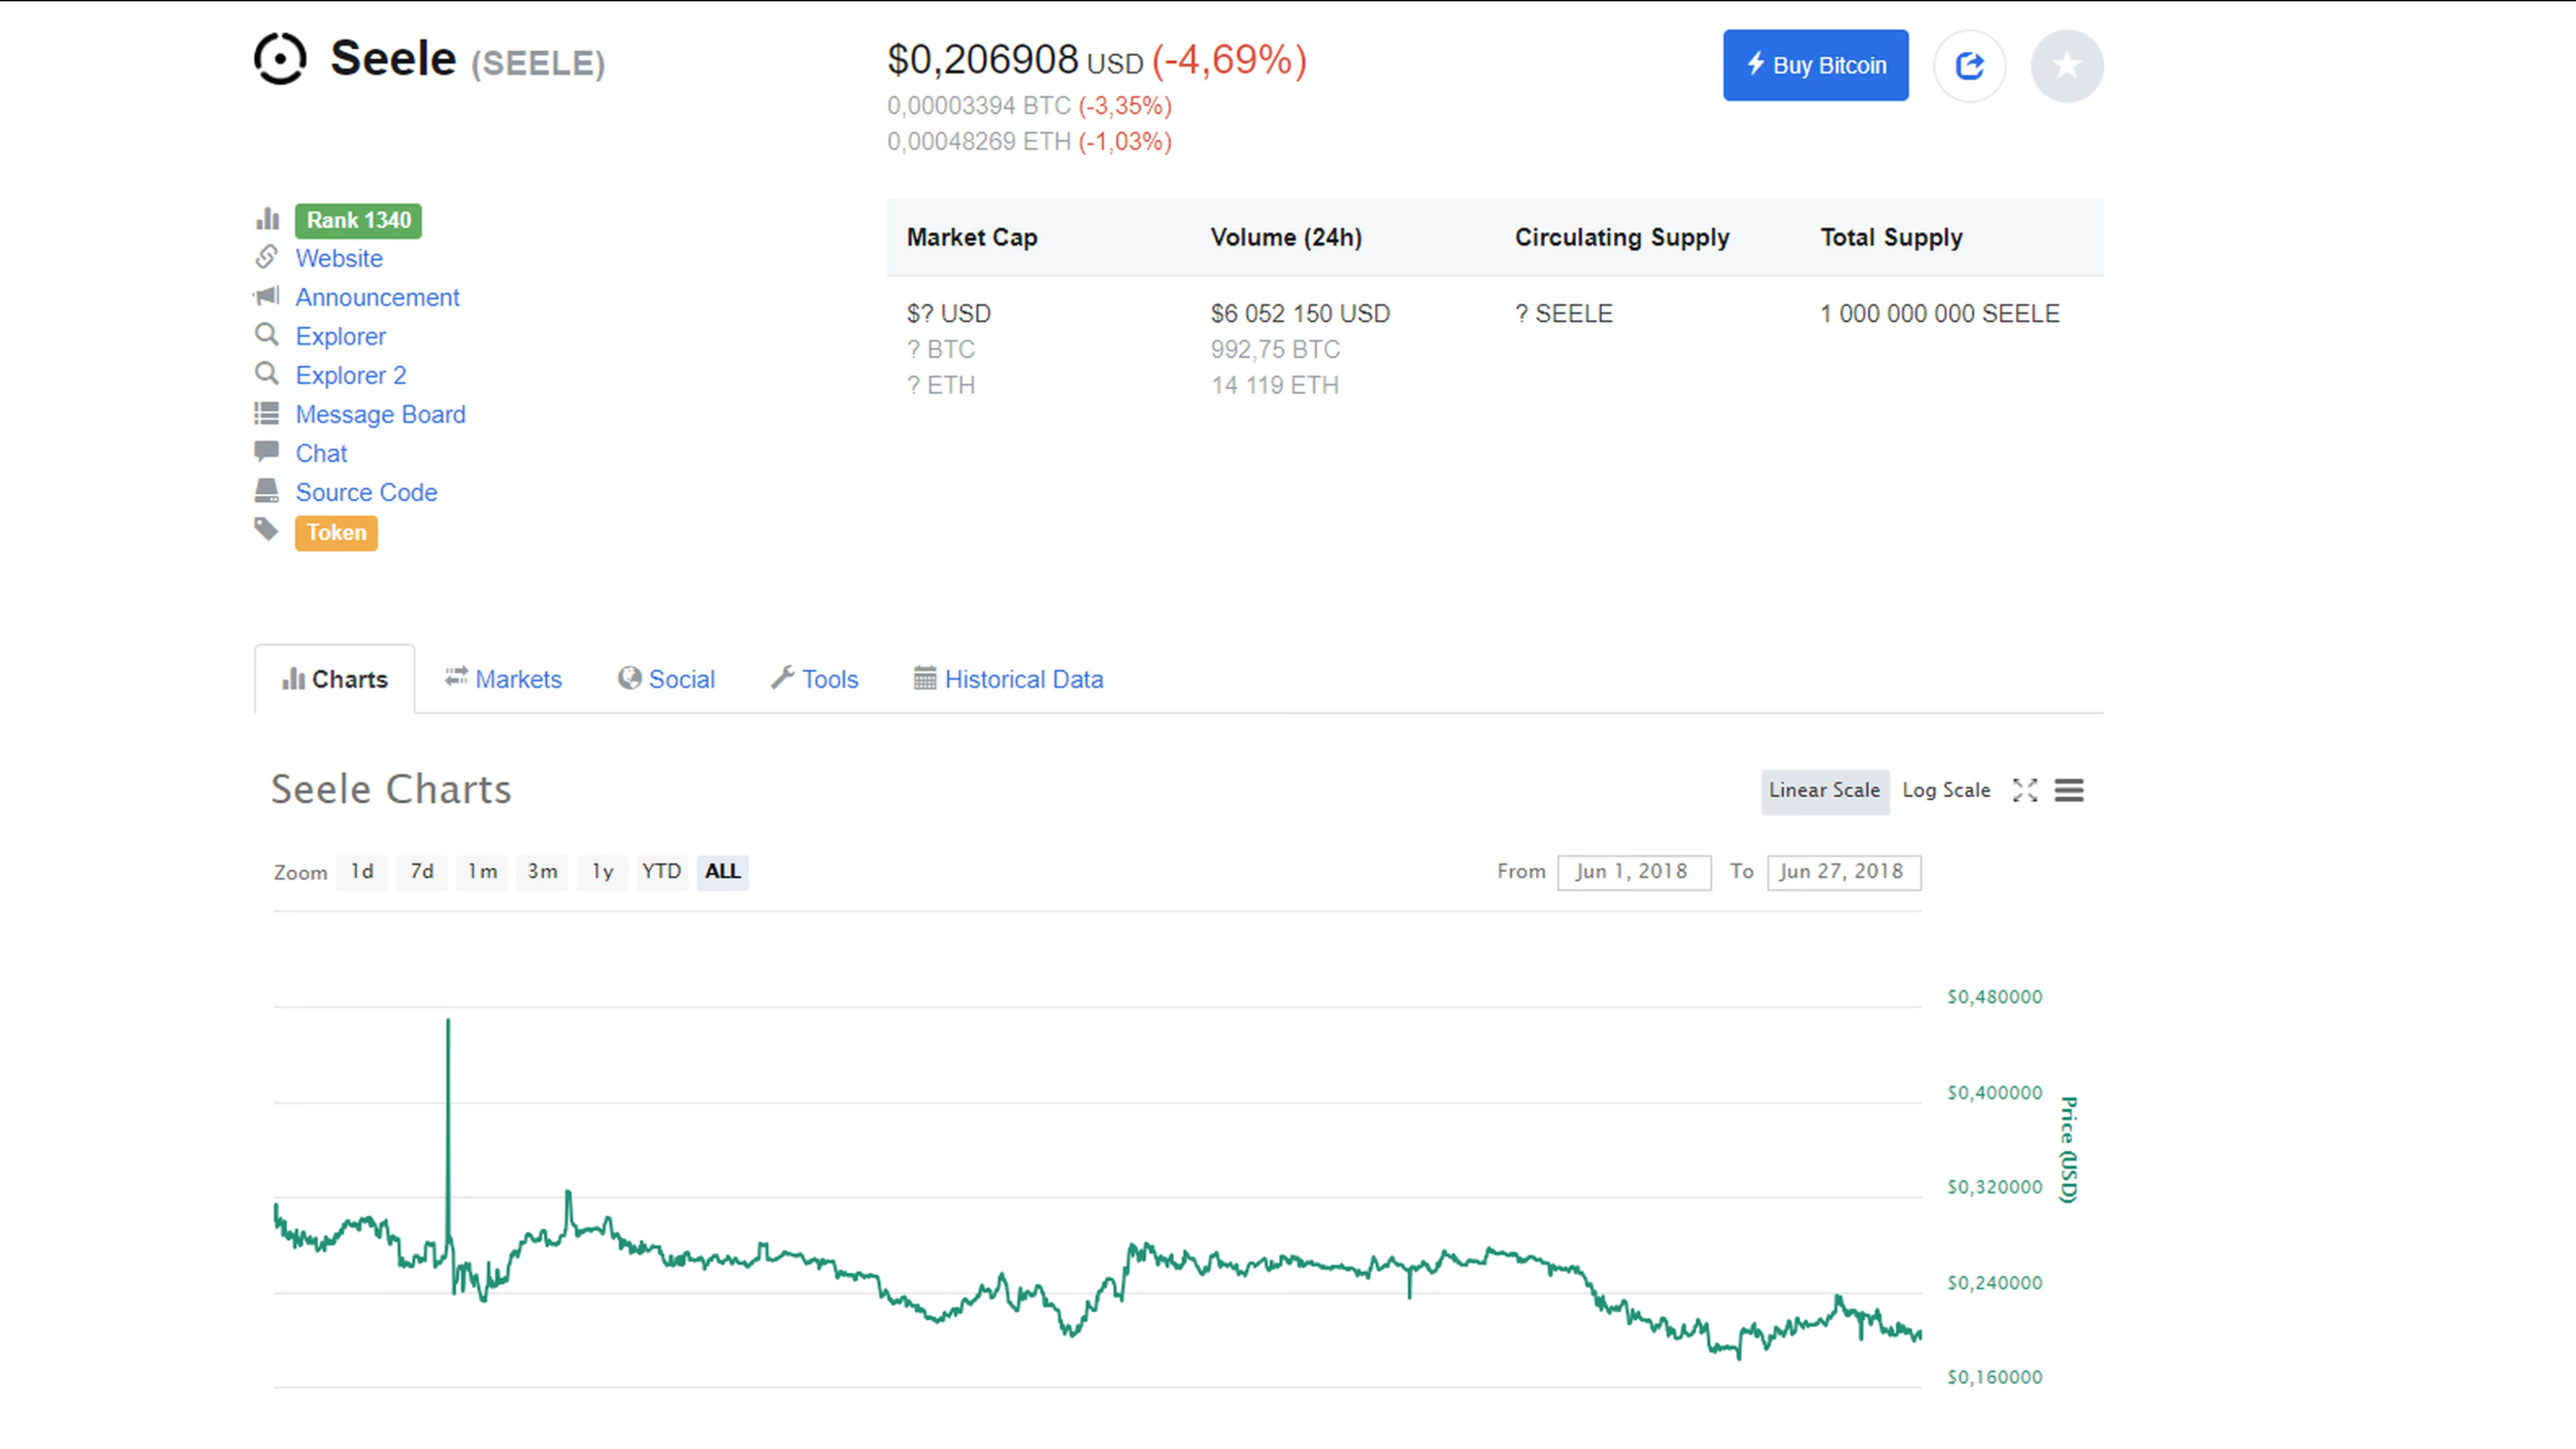 Seele (SEELE)
$0,206908 USD (-4,69%)
0,00003394 BTC (-3,35%)
0,00048269 ETH (-1,03%)
Buy Bitcoin
Rank 1340
Website
Announcement
Explorer
Explorer 2
Message Board
Chat
Source Code
Token
Market Cap Volume (24h) Circulating Supply Total Supply
$? USD $6 052 150 USD ? SEELE 1 000 000 000 SEELE
? BTC 992,75 BTC
? ETH 14 119 ETH
Charts Markets Social Tools Historical Data
Seele Charts
Linear Scale Log Scale
Zoom 1d 7d 1m 3m 1y YTD ALL
From Jun 1, 2018 To Jun 27, 2018
$0,480000
$0,400000
$0,320000
$0,240000
$0,160000
Price (USD)